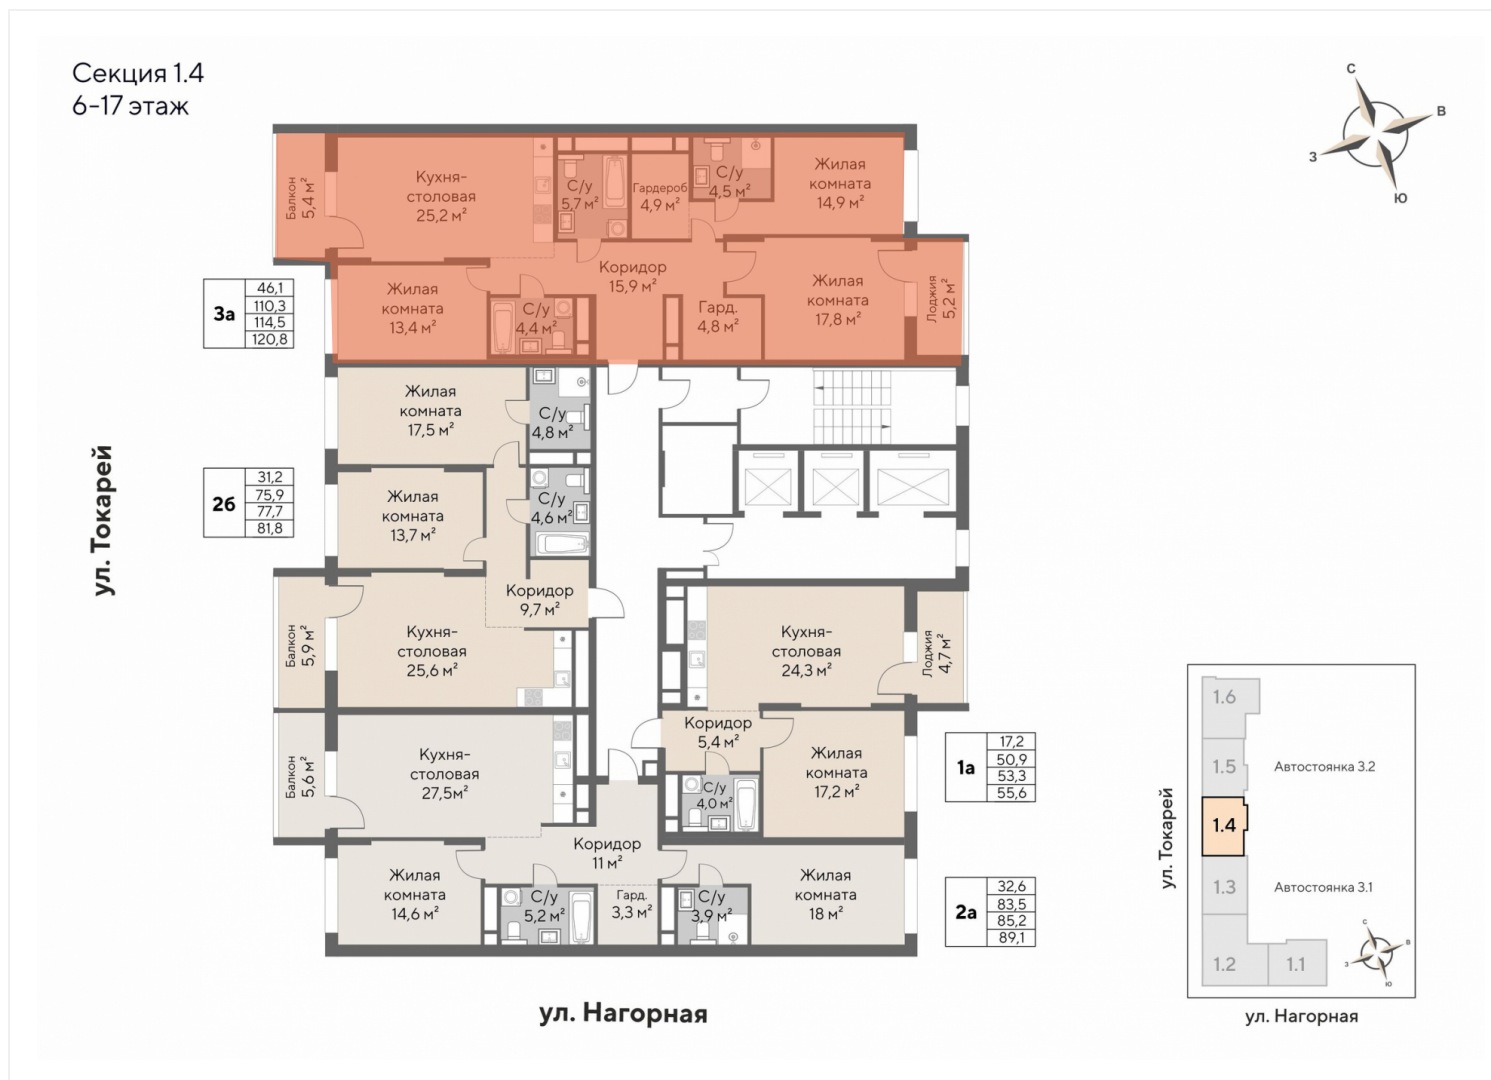 Секция 1.4
6-17 этаж
С
В
З
Ю
Балкон
5,4 м²
Кухня-
столовая
25,2 м²
С/у
5,7 м²
Гардероб
4,9 м²
С/у
4,5 м²
Жилая
комната
14,9 м²
Жилая
комната
13,4 м²
С/у
4,4 м²
Коридор
15,9 м²
Гард.
4,8 м²
Жилая
комната
17,8 м²
Лоджия
5,2 м²
3а
46,1
110,3
114,5
120,8
Жилая
комната
17,5 м²
С/у
4,8 м²
2б
31,2
75,9
77,7
81,8
Жилая
комната
13,7 м²
С/у
4,6 м²
Коридор
9,7 м²
Балкон
5,9 м²
Кухня-
столовая
25,6 м²
ул. Токарей
Кухня-
столовая
24,3 м²
Лоджия
4,7 м²
Коридор
5,4 м²
С/у
4,0 м²
Жилая
комната
17,2 м²
1а
17,2
50,9
53,3
55,6
Балкон
5,6 м²
Кухня-
столовая
27,5м²
Коридор
11 м²
Жилая
комната
14,6 м²
С/у
5,2 м²
Гард.
3,3 м²
С/у
3,9 м²
Жилая
комната
18 м²
2а
32,6
83,5
85,2
89,1
ул. Нагорная
1.6
1.5
Автостоянка 3.2
1.4
1.3
Автостоянка 3.1
1.2
1.1
С
В
З
Ю
ул. Токарей
ул. Нагорная